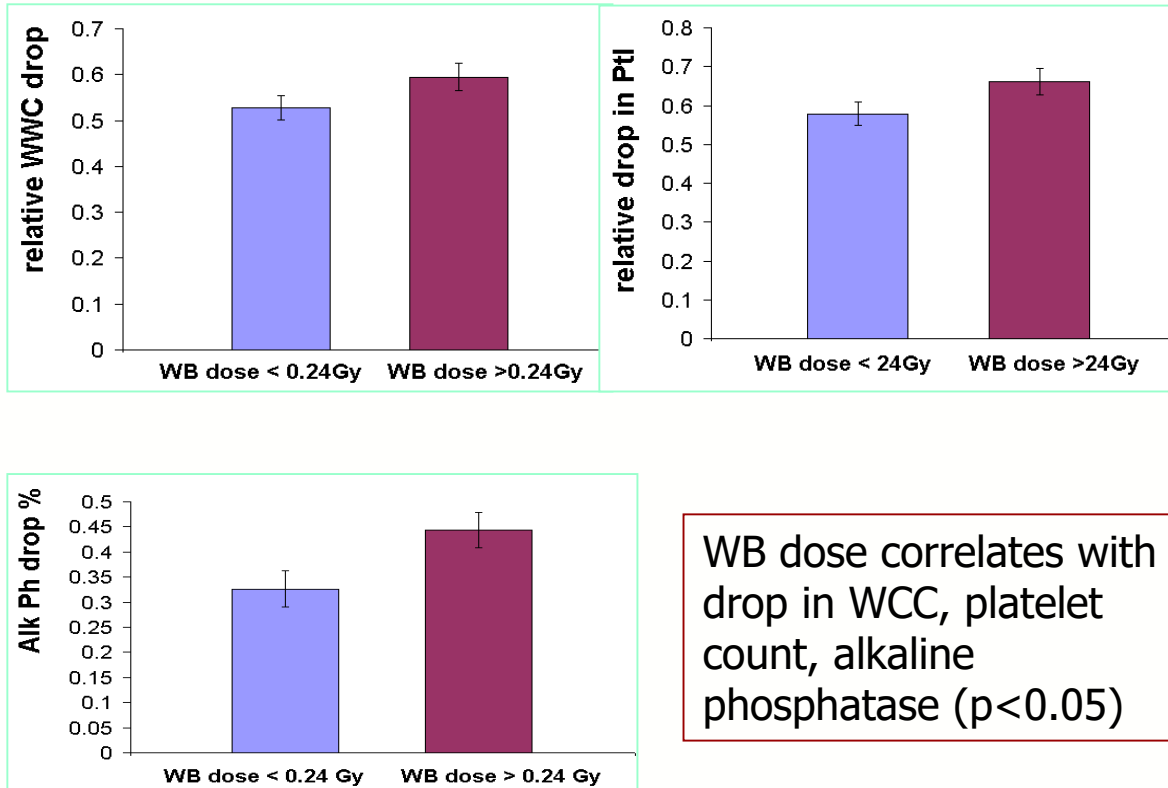 relative WWC drop
0.7
0.6
0.5
0.4
0.3
0.2
0.1
0
WB dose < 0.24Gy
WB dose >0.24Gy
relative drop in Ptl
0.8
0.7
0.6
0.5
0.4
0.3
0.2
0.1
0
WB dose < 24Gy
WB dose >24Gy
Alk Ph drop %
0.5
0.45
0.4
0.35
0.3
0.25
0.2
0.15
0.1
0.05
0
WB dose < 0.24 Gy
WB dose > 0.24 Gy
WB dose correlates with
drop in WCC, platelet
count, alkaline
phosphatase (p<0.05)